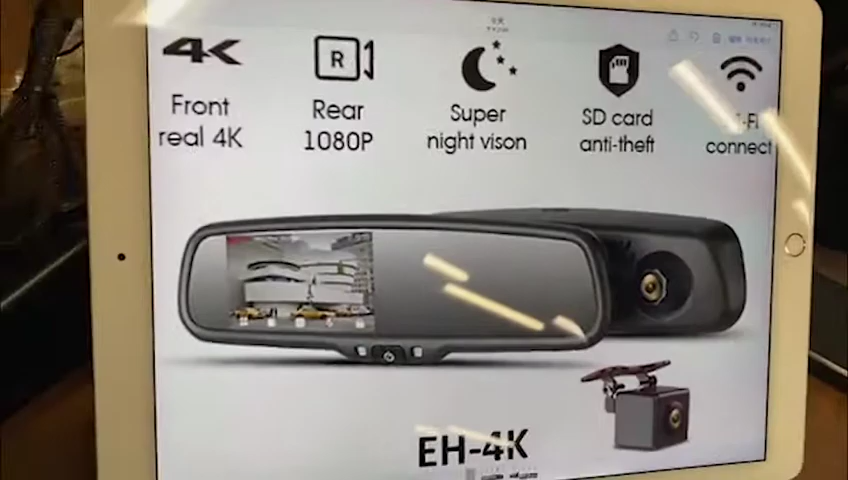 4K
Front
real 4K
R
Rear
1080P
Super
night vison
SD card
anti-theft
connect
EH-4K